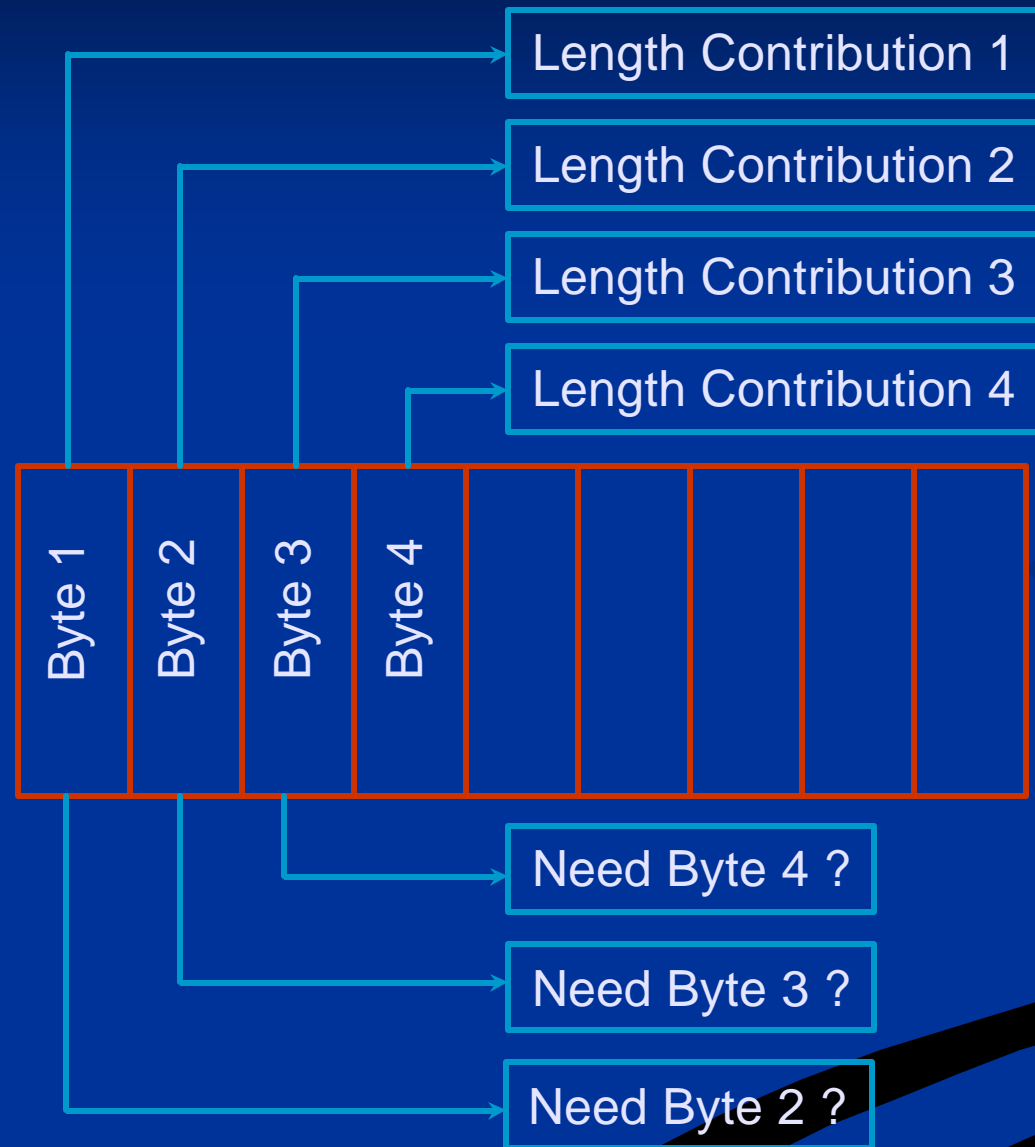 Length Contribution 1
Length Contribution 2
Length Contribution 3
Length Contribution 4
Byte 1
Byte 2
Byte 3
Byte 4
Need Byte 4 ?
Need Byte 3 ?
Need Byte 2 ?